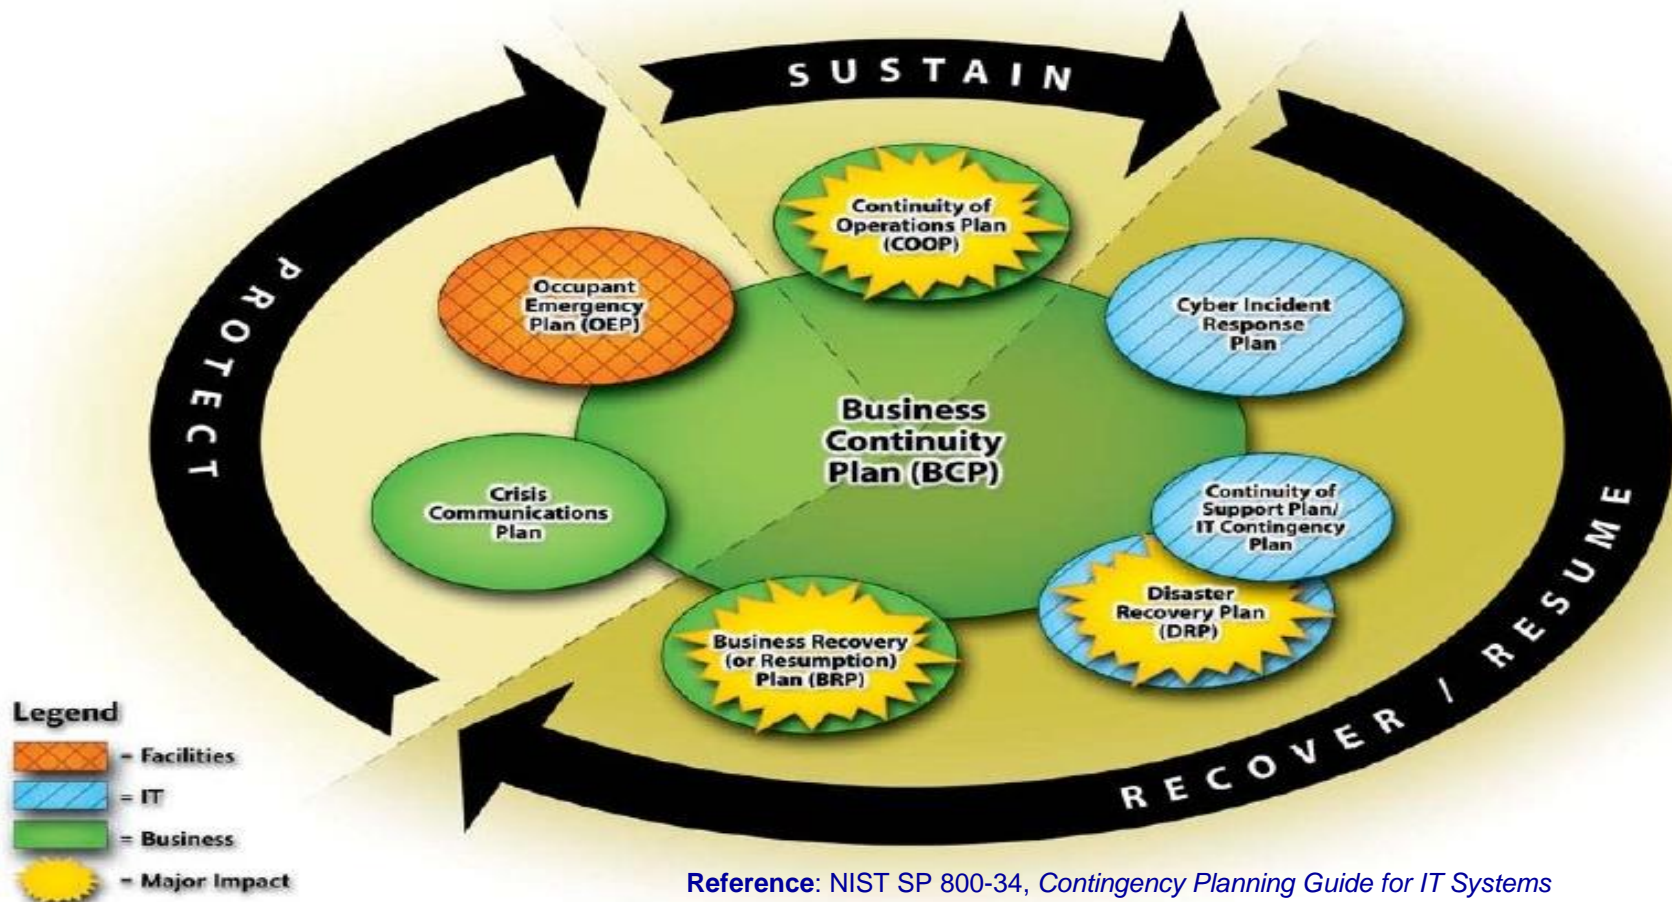 SUSTAIN
PROTECT
Continuity of
Operations Plan
(COOP)
Occupant
Emergency
Plan (OEP)
Cyber Incident
Response
Plan
Business
Continuity
Plan (BCP)
Crisis
Communications
Plan
Continuity of
Support Plan/
IT Contingency
Plan
Disaster
Recovery Plan
(DRP)
Business Recovery
(or Resumption)
Plan (BRP)
RECOVER / RESUME
Legend
= Facilities
= IT
= Business
= Major Impact
Reference: NIST SP 800-34, Contingency Planning Guide for IT Systems